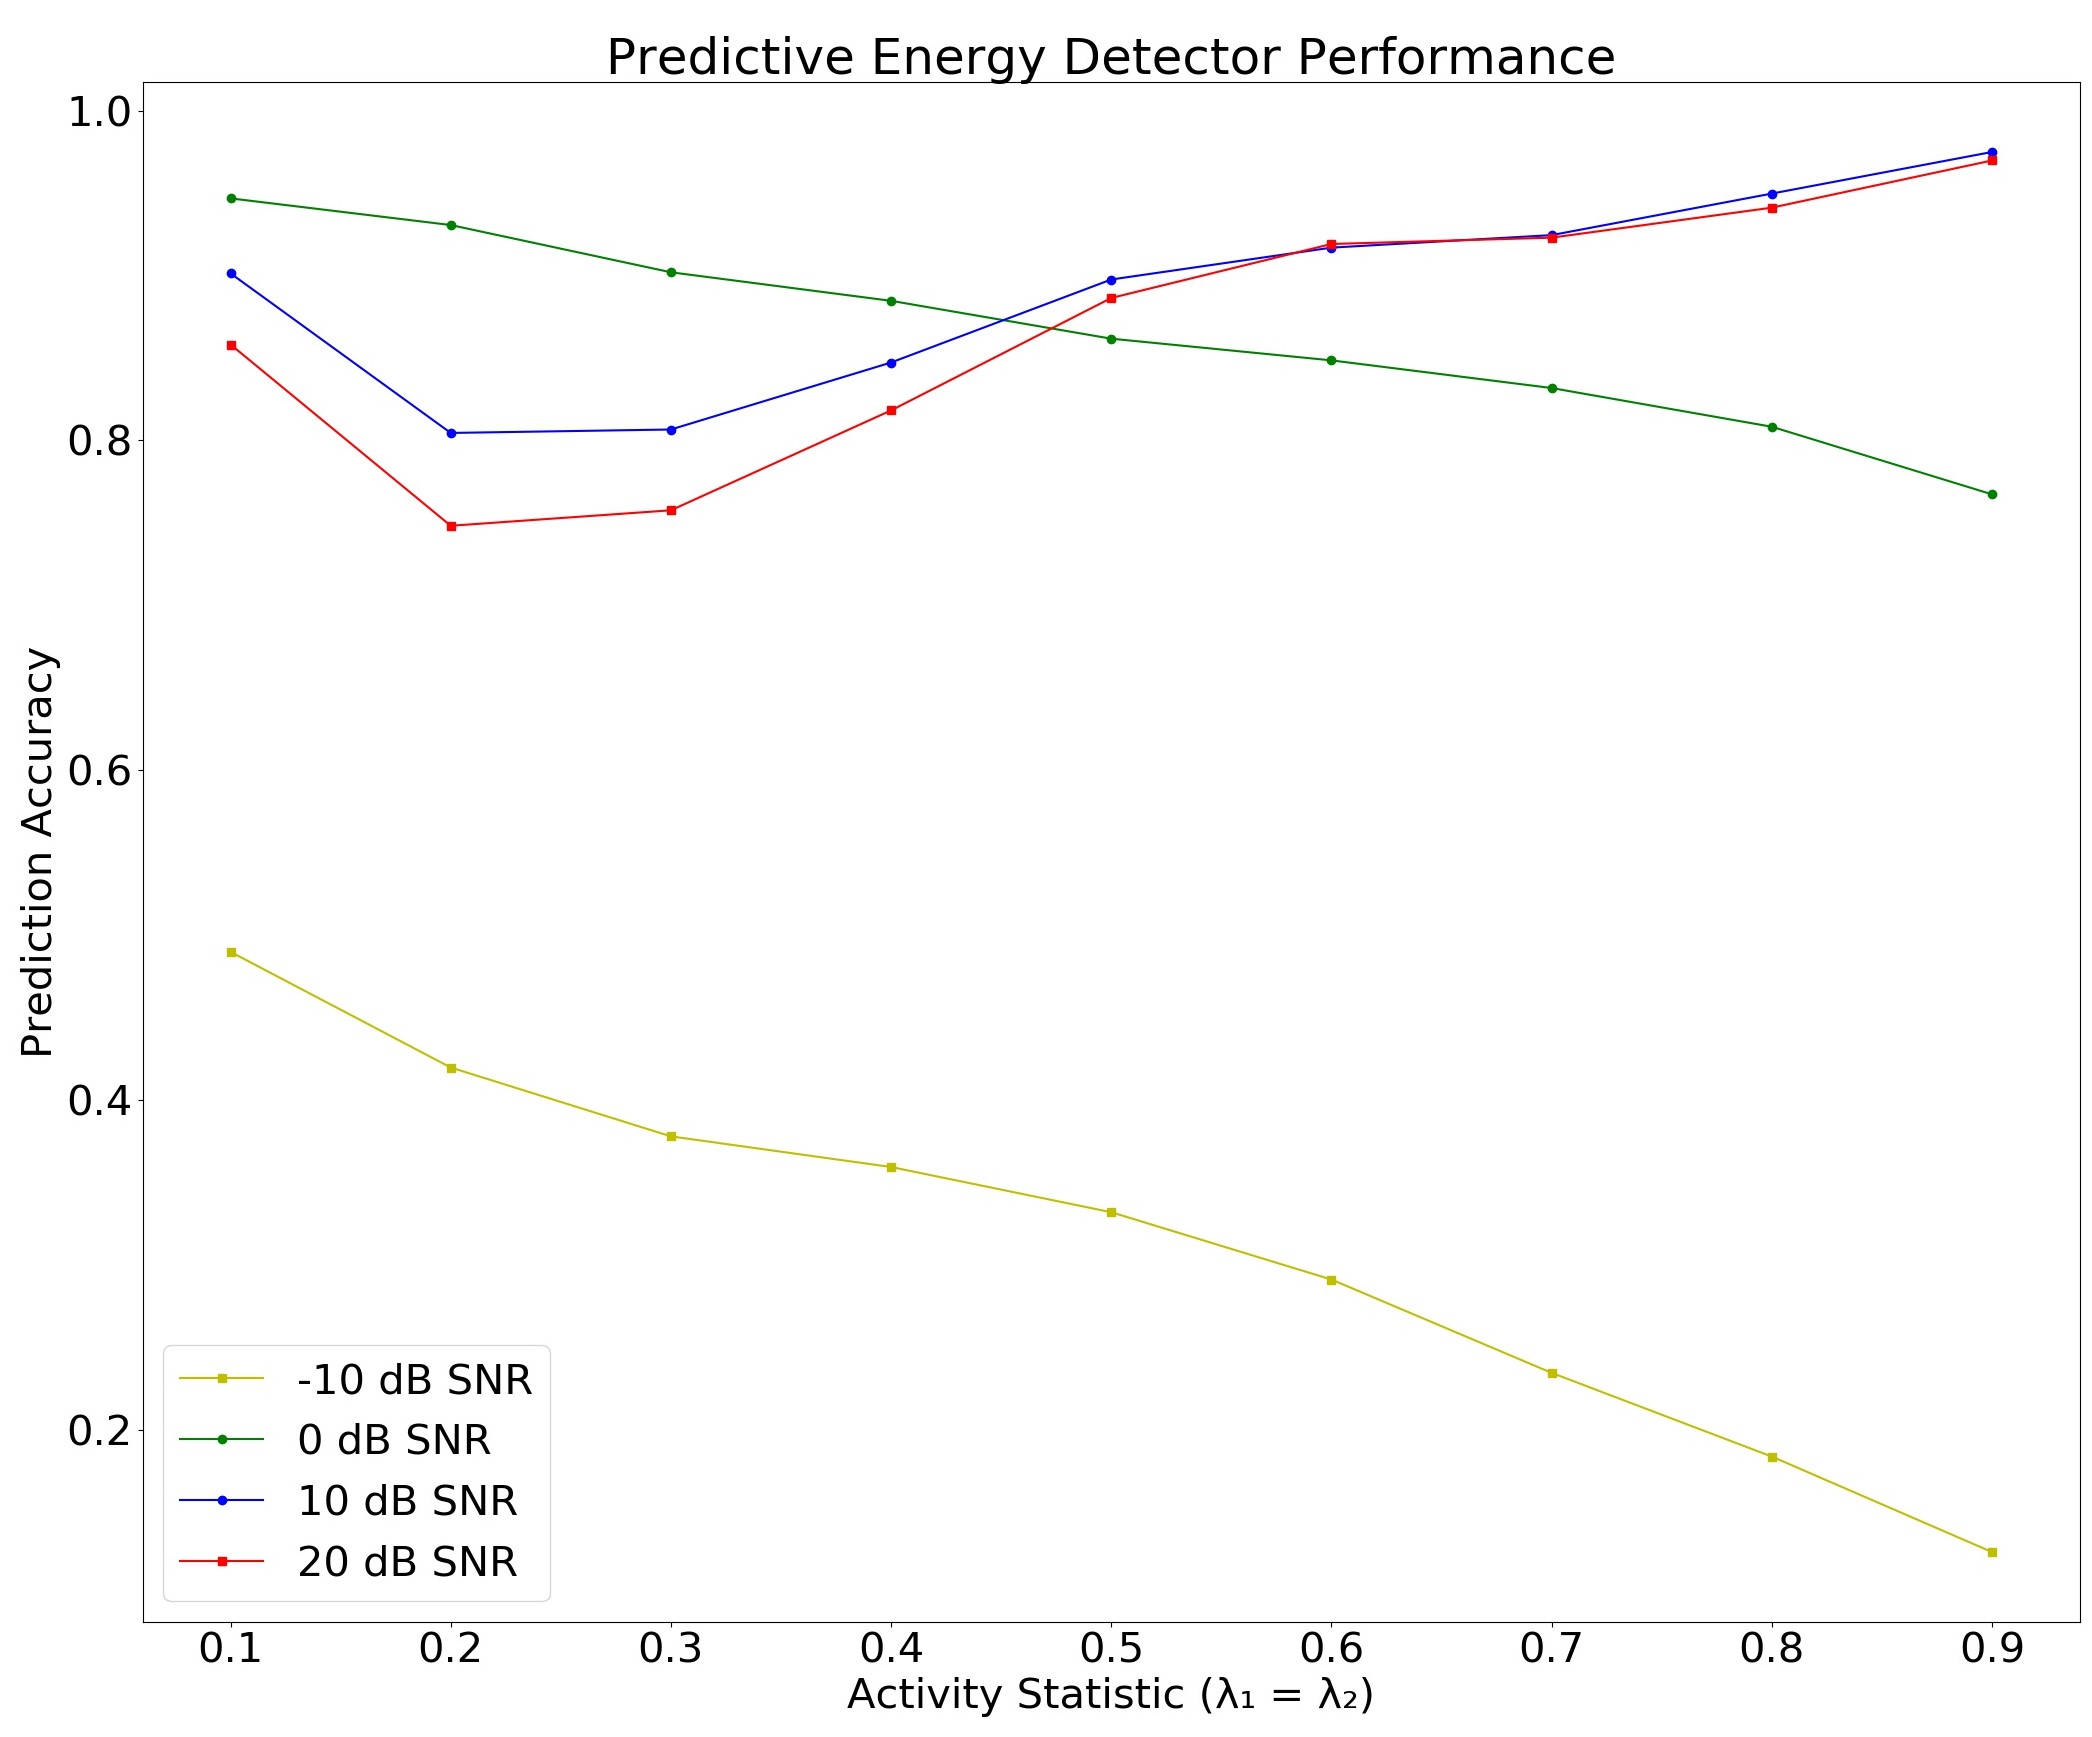 Predictive Energy Detector Performance
1.0
0.8
0.6
0.4
0.2
Prediction Accuracy
-10 dB SNR
0 dB SNR
10 dB SNR
20 dB SNR
0.1 0.2 0.3 0.4 0.5 0.6 0.7 0.8 0.9
Activity Statistic (λ₁ = λ₂)